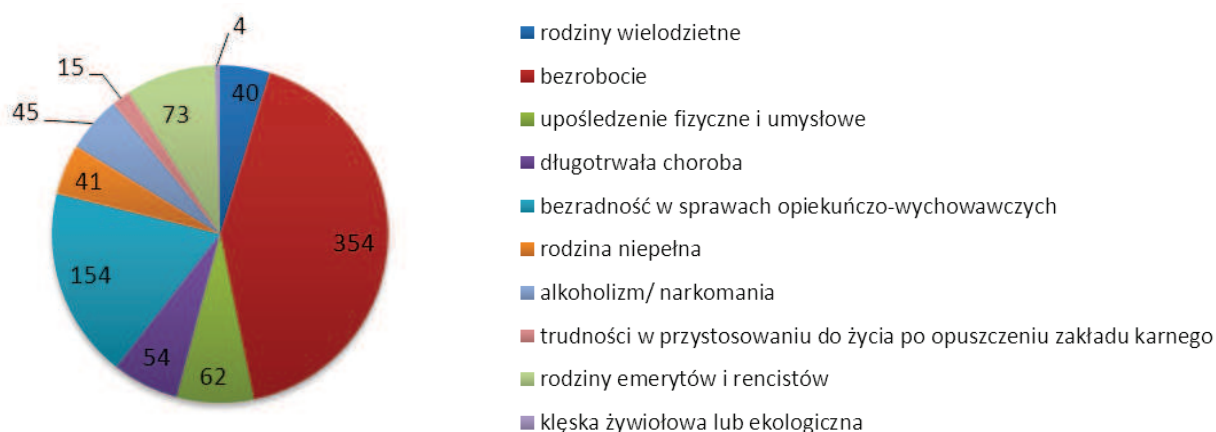 4
15
40
45
73
41
354
154
54
62
rodziny wielodzietne
bezrobocie
upośledzenie fizyczne i umysłowe
długotrwała choroba
bezradność w sprawach opiekuńczo-wychowawczych
rodzina niepełna
alkoholizm/ narkomania
trudności w przystosowaniu do życia po opuszczeniu zakładu karnego
rodziny emerytów i rencistów
klęska żywiołowa lub ekologiczna